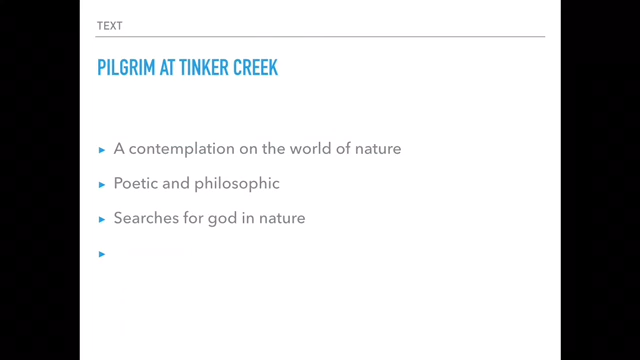 TEXT
PILGRIM AT TINKER CREEK
▸ A contemplation on the world of nature
▸ Poetic and philosophic
▸ Searches for god in nature
▸